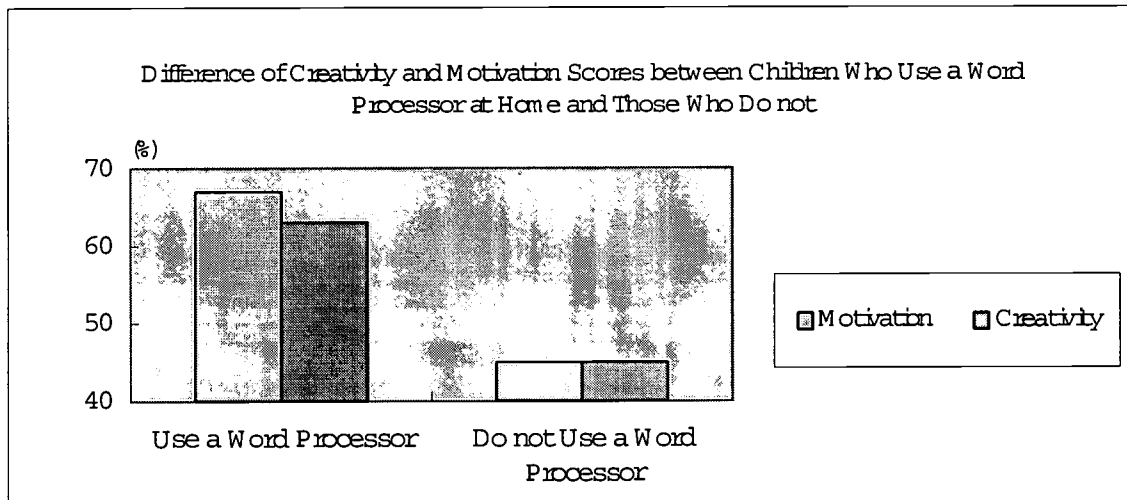 Difference of Creativity and Motivation Scores between Children Who Use a Word
Processor at Home and Those Who Do not
(%)
70
60
50
40
Motivation Creativity
Use a Word Processor Do not Use a Word
Processor